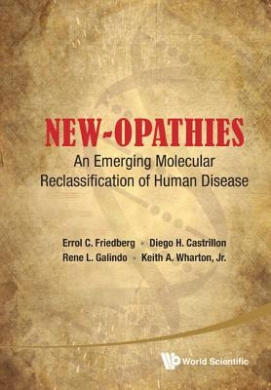 NEW-OPATHIES
An Emerging Molecular
Reclassification of Human Disease
Errol C. Friedberg • Diego H. Castrillon
Rene L. Galindo • Keith A. Wharton, Jr.
World Scientific